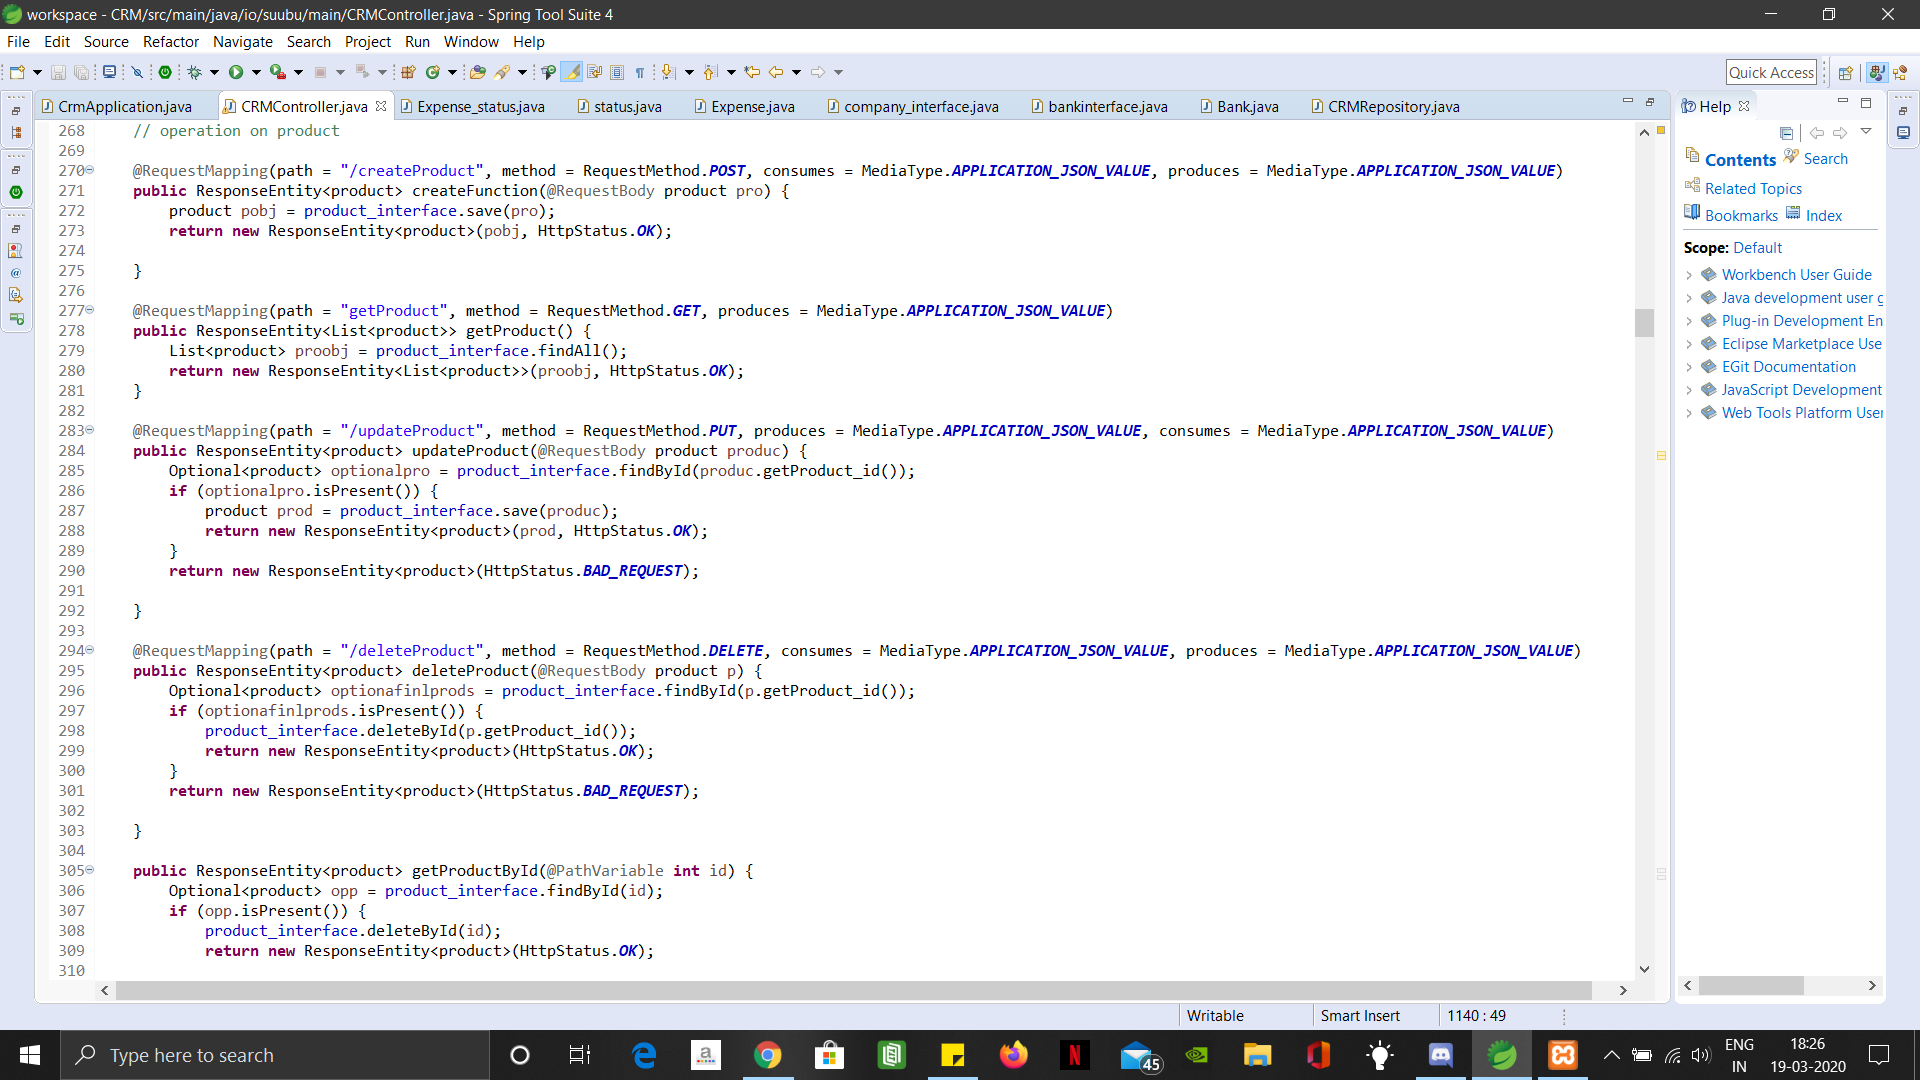 workspace - CRM/src/main/java/io/suubu/main/CRMController.java - Spring Tool Suite 4
File Edit Source Refactor Navigate Search Project Run Window Help
Quick Access
CrmApplication.java CRMController.java Expense_status.java status.java Expense.java company_interface.java bankinterface.java Bank.java CRMRepository.java
268 // operation on product
269
270 @RequestMapping(path = "/createProduct", method = RequestMethod.POST, consumes = MediaType.APPLICATION_JSON_VALUE, produces = MediaType.APPLICATION_JSON_VALUE)
271 public ResponseEntity<product> createFunction(@RequestBody product pro) {
272 product pobj = product_interface.save(pro);
273 return new ResponseEntity<product>(pobj, HttpStatus.OK);
274
275 }
276
277 @RequestMapping(path = "getProduct", method = RequestMethod.GET, produces = MediaType.APPLICATION_JSON_VALUE)
278 public ResponseEntity<List<product>> getProduct() {
279 List<product> proobj = product_interface.findAll();
280 return new ResponseEntity<List<product>>(proobj, HttpStatus.OK);
281 }
282
283 @RequestMapping(path = "/updateProduct", method = RequestMethod.PUT, produces = MediaType.APPLICATION_JSON_VALUE, consumes = MediaType.APPLICATION_JSON_VALUE)
284 public ResponseEntity<product> updateProduct(@RequestBody product produc) {
285 Optional<product> optionalpro = product_interface.findById(produc.getProduct_id());
286 if (optionalpro.isPresent()) {
287 product prod = product_interface.save(produc);
288 return new ResponseEntity<product>(prod, HttpStatus.OK);
289 }
290 return new ResponseEntity<product>(HttpStatus.BAD_REQUEST);
291
292 }
293
294 @RequestMapping(path = "/deleteProduct", method = RequestMethod.DELETE, consumes = MediaType.APPLICATION_JSON_VALUE, produces = MediaType.APPLICATION_JSON_VALUE)
295 public ResponseEntity<product> deleteProduct(@RequestBody product p) {
296 Optional<product> optionafinlprods = product_interface.findById(p.getProduct_id());
297 if (optionafinlprods.isPresent()) {
298 product_interface.deleteById(p.getProduct_id());
299 return new ResponseEntity<product>(HttpStatus.OK);
300 }
301 return new ResponseEntity<product>(HttpStatus.BAD_REQUEST);
302
303 }
304
305 public ResponseEntity<product> getProductById(@PathVariable int id) {
306 Optional<product> opp = product_interface.findById(id);
307 if (opp.isPresent()) {
308 product_interface.deleteById(id);
309 return new ResponseEntity<product>(HttpStatus.OK);
310
Help
Contents Search
Related Topics
Bookmarks Index
Scope: Default
Workbench User Guide
Java development user g
Plug-in Development En
Eclipse Marketplace Use
EGit Documentation
JavaScript Development
Web Tools Platform User
Writable Smart Insert 1140 : 49
Type here to search
45
ENG
IN
18:26
19-03-2020